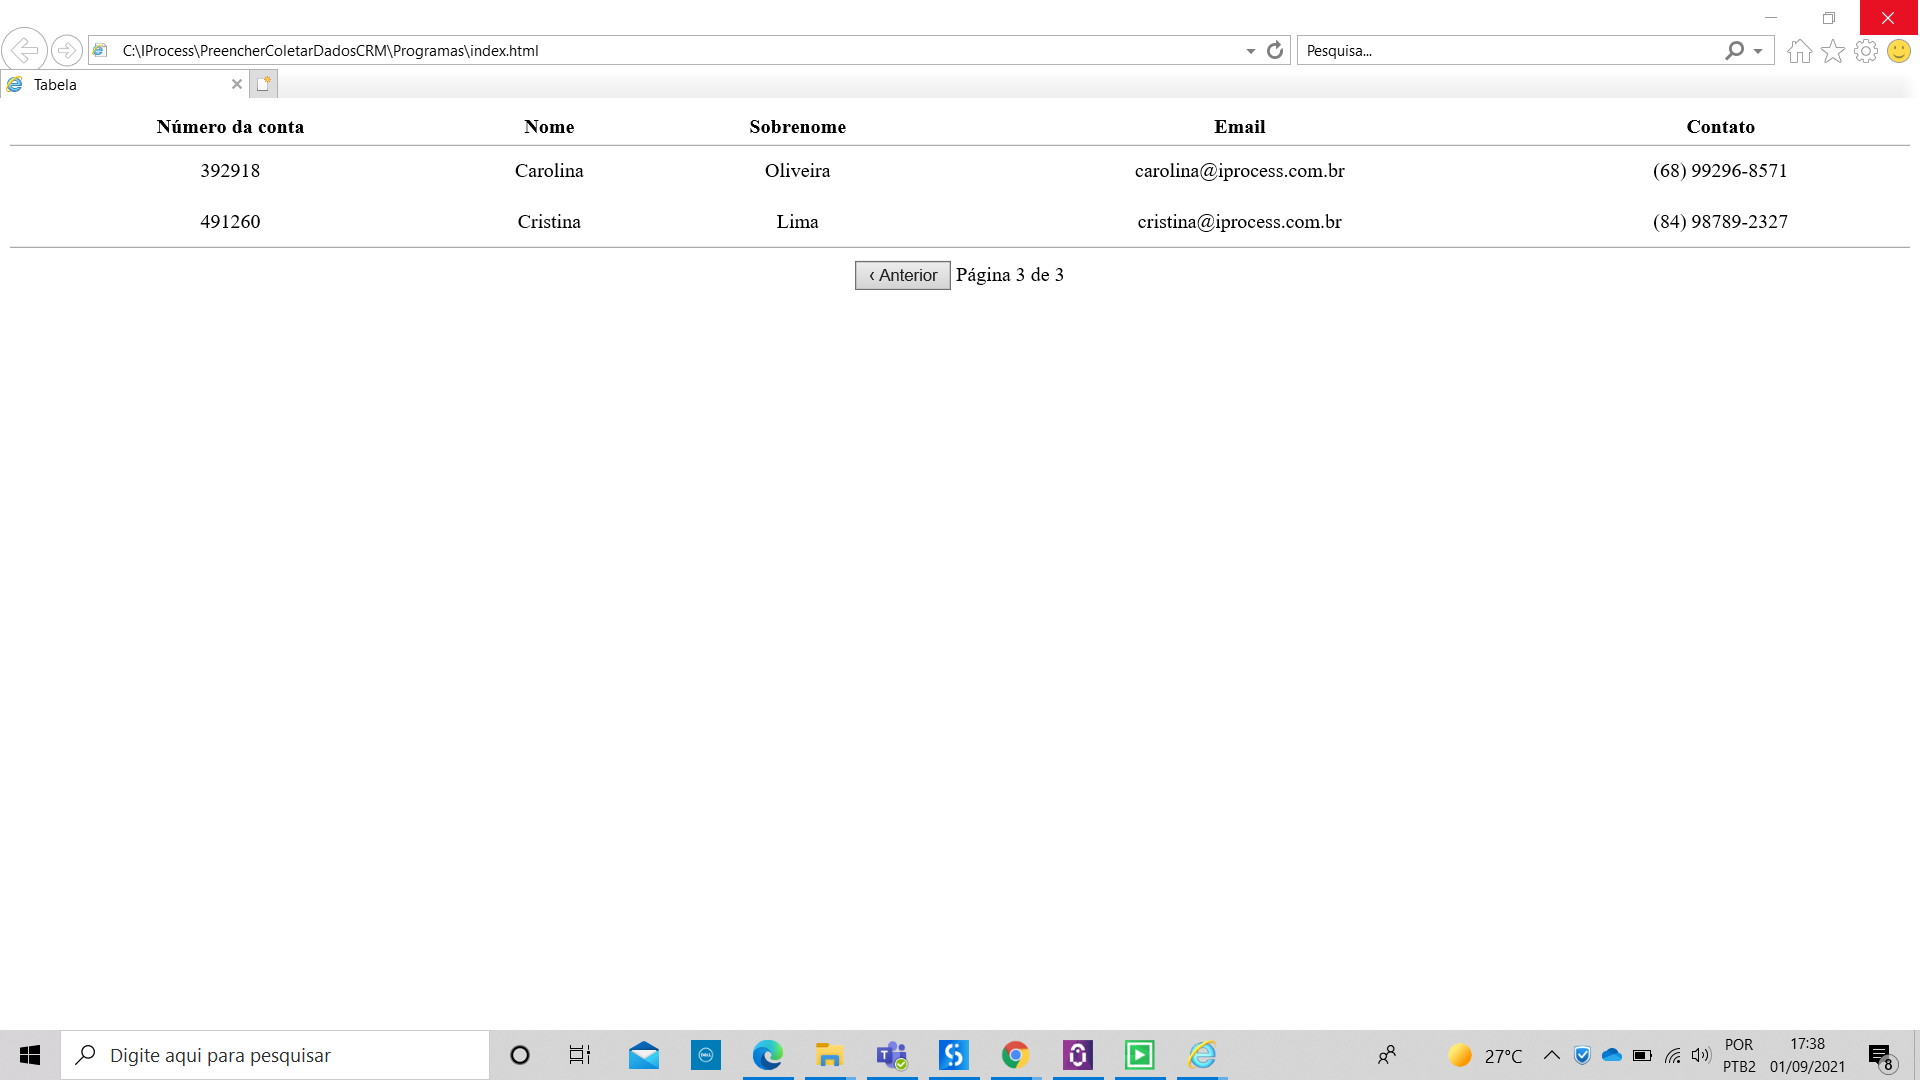 C:\IProcess\PreencherColetarDadosCRM\Programas\index.html
Pesquisa...
Tabela
Número da conta Nome Sobrenome Email Contato
392918 Carolina Oliveira carolina@iprocess.com.br (68) 99296-8571
491260 Cristina Lima cristina@iprocess.com.br (84) 98789-2327
‹ Anterior Página 3 de 3
Digite aqui para pesquisar
DELL
27°C
POR
PTB2
17:38
01/09/2021
8